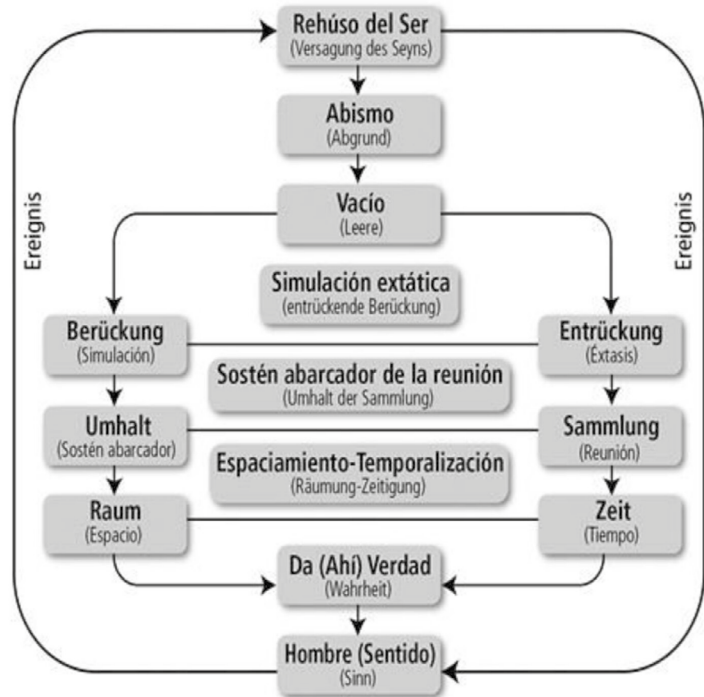 Rehúso del Ser
(Versagung des Seyns)
Abismo
(Abgrund)
Vacío
(Leere)
Ereignis
Ereignis
Simulación extática
(entrückende Berückung)
Berückung
(Simulación)
Entrückung
(Éxtasis)
Sostén abarcador de la reunión
(Umhalt der Sammlung)
Umhalt
(Sostén abarcador)
Sammlung
(Reunión)
Espaciamiento-Temporalización
(Räumung-Zeitigung)
Raum
(Espacio)
Zeit
(Tiempo)
Da (Ahí) Verdad
(Wahrheit)
Hombre (Sentido)
(Sinn)